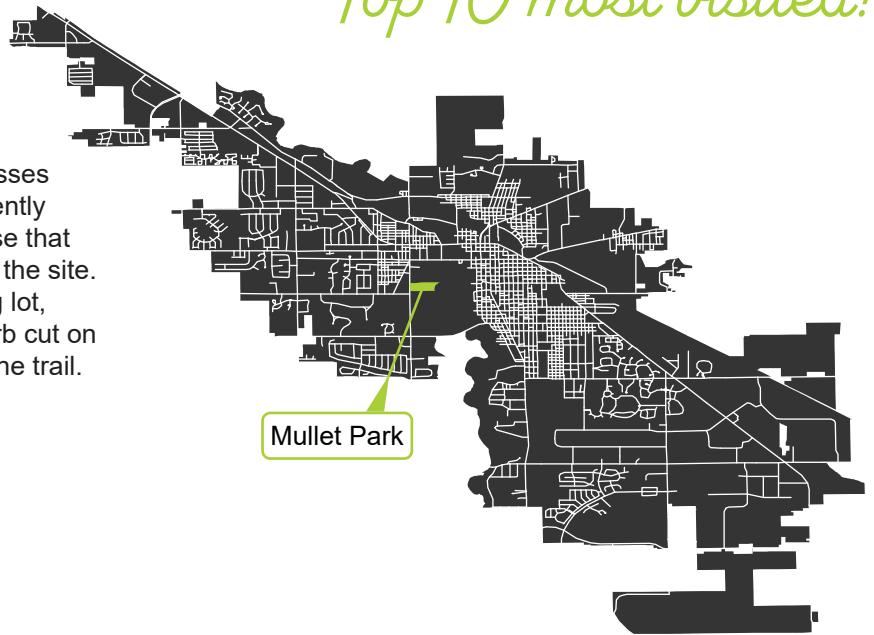 Top 10 most visited!
sses
ently
se that
the site.
g lot,
rb cut on
he trail.
Mullet Park